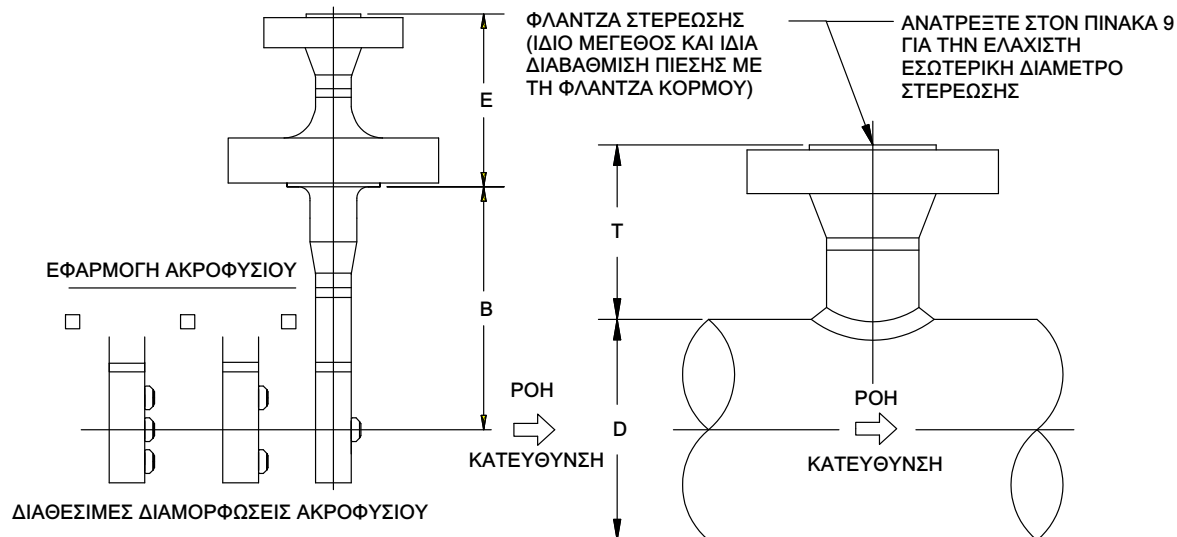 ΦΛΑΝΤΖΑ ΣΤΕΡΕΩΣΗΣ
(ΙΔΙΟ ΜΕΓΕΘΟΣ ΚΑΙ ΙΔΙΑ
ΔΙΑΒΑΘΜΙΣΗ ΠΙΕΣΗΣ ΜΕ
ΤΗ ΦΛΑΝΤΖΑ ΚΟΡΜΟΥ)
ΑΝΑΤΡΕΞΤΕ ΣΤΟΝ ΠΙΝΑΚΑ 9
ΓΙΑ ΤΗΝ ΕΛΑΧΙΣΤΗ
ΕΣΩΤΕΡΙΚΗ ΔΙΑΜΕΤΡΟ
ΣΤΕΡΕΩΣΗΣ
E
T
ΕΦΑΡΜΟΓΗ ΑΚΡΟΦΥΣΙΟΥ
B
ΡΟΗ
ΚΑΤΕΥΘΥΝΣΗ
D
ΡΟΗ
ΚΑΤΕΥΘΥΝΣΗ
ΔΙΑΘΕΣΙΜΕΣ ΔΙΑΜΟΡΦΩΣΕΙΣ ΑΚΡΟΦΥΣΙΟΥ